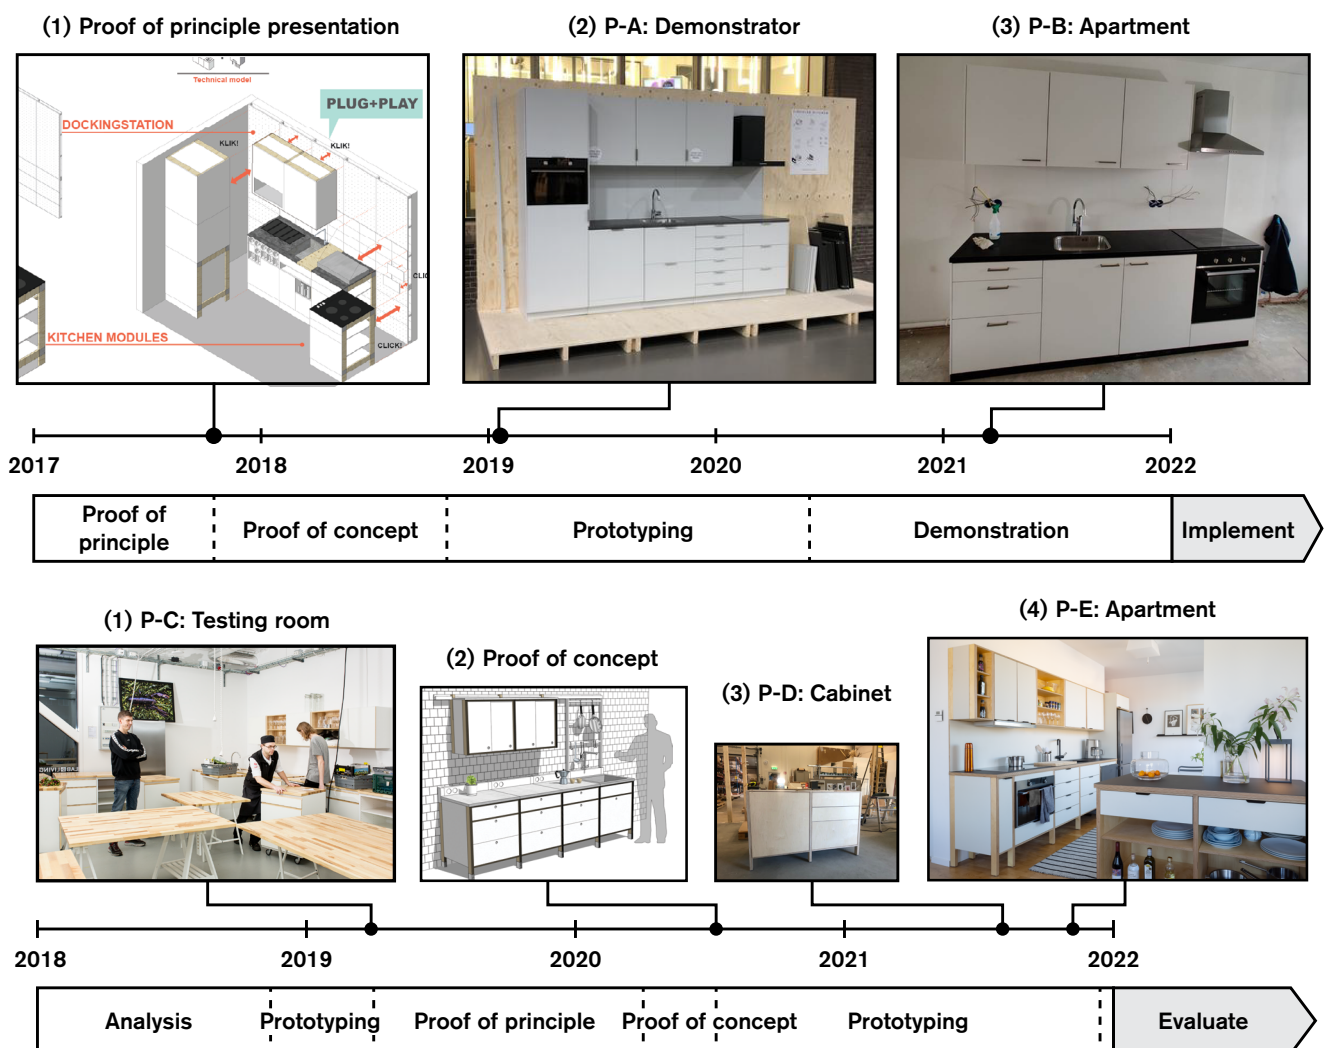 (1) Proof of principle presentation
(2) P-A: Demonstrator
(3) P-B: Apartment
Technical model
PLUG+PLAY
DOCKINGSTATION
KLIK!
KLIK!
CLIC
KITCHEN MODULES
CLICK!
2017
2018
2019
2020
2021
2022
Proof of
principle
Proof of concept
Prototyping
Demonstration
Implement
(1) P-C: Testing room
(2) Proof of concept
(3) P-D: Cabinet
(4) P-E: Apartment
2018
2019
2020
2021
2022
Analysis
Prototyping
Proof of principle
Proof of concept
Prototyping
Evaluate